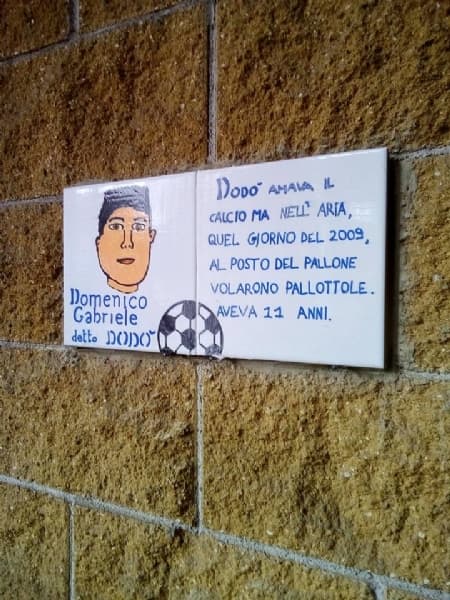 Domenico
Gabriele
detto DODO'
DODO' AMAVA IL
CALCIO MA NELL' ARIA,
QUEL GIORNO DEL 2009,
AL POSTO DEL PALLONE
VOLARONO PALLOTTOLE.
AVEVA 11 ANNI.